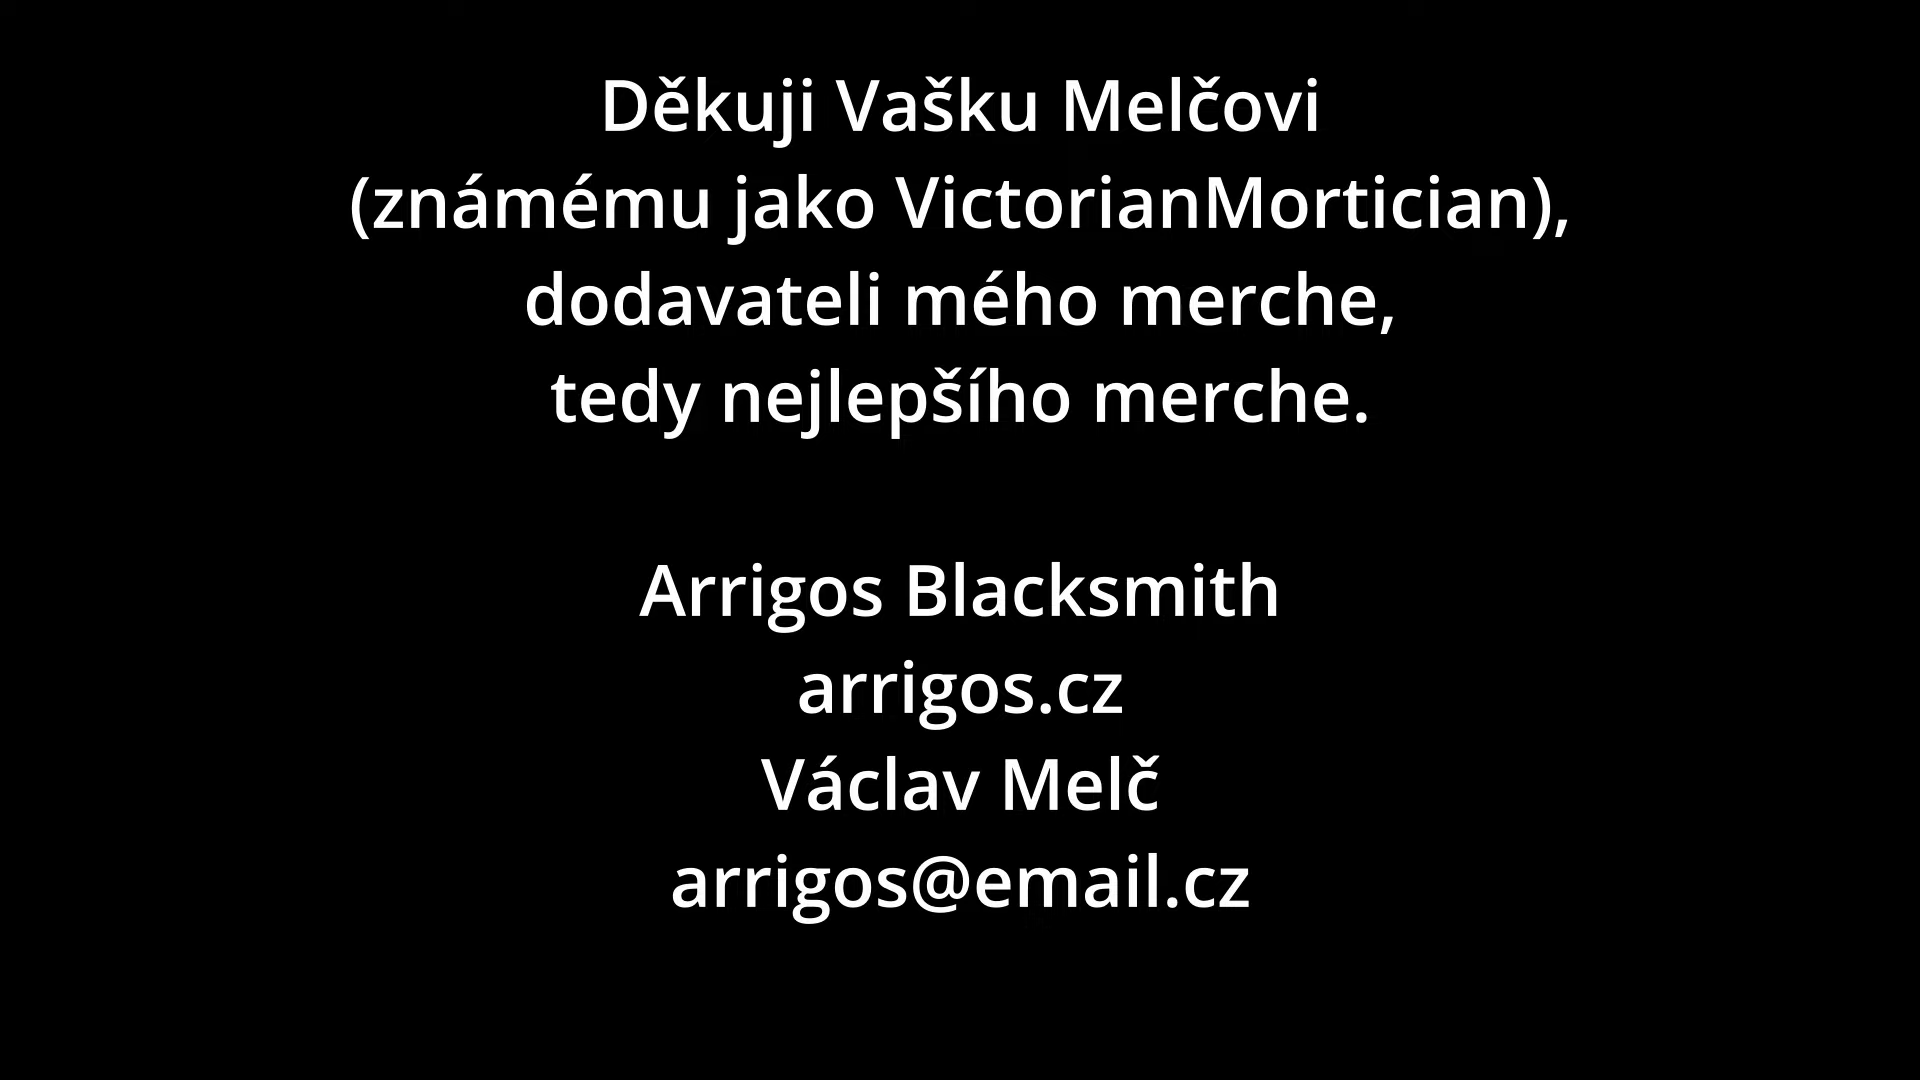 Děkuji Vašku Melčovi
(známému jako VictorianMortician),
dodavateli mého merche,
tedy nejlepšího merche.
Arrigos Blacksmith
arrigos.cz
Václav Melč
arrigos@email.cz